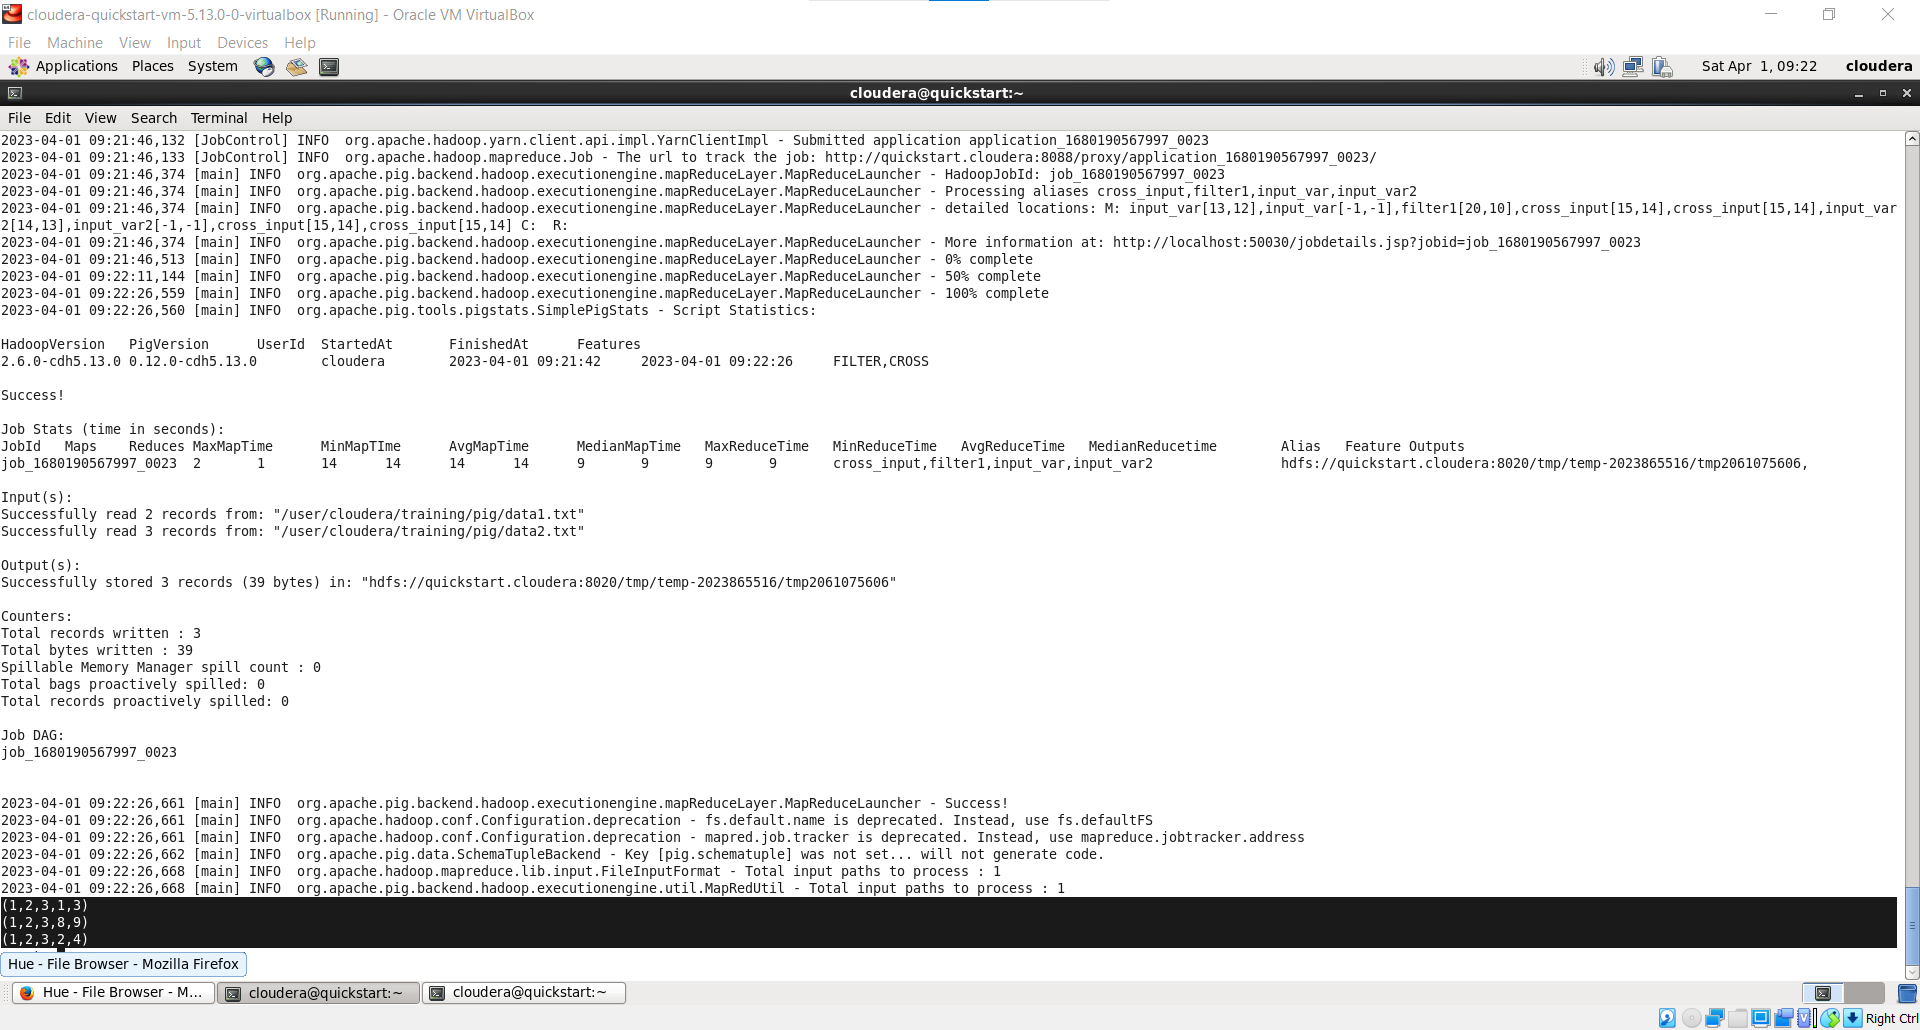 cloudera-quickstart-vm-5.13.0-0-virtualbox [Running] - Oracle VM VirtualBox
File Machine View Input Devices Help
Applications Places System Sat Apr 1, 09:22 cloudera
cloudera@quickstart:~
File Edit View Search Terminal Help
2023-04-01 09:21:46,132 [JobControl] INFO  org.apache.hadoop.yarn.client.api.impl.YarnClientImpl - Submitted application application_1680190567997_0023
2023-04-01 09:21:46,133 [JobControl] INFO  org.apache.hadoop.mapreduce.Job - The url to track the job: http://quickstart.cloudera:8088/proxy/application_1680190567997_0023/
2023-04-01 09:21:46,374 [main] INFO  org.apache.pig.backend.hadoop.executionengine.mapReduceLayer.MapReduceLauncher - HadoopJobId: job_1680190567997_0023
2023-04-01 09:21:46,374 [main] INFO  org.apache.pig.backend.hadoop.executionengine.mapReduceLayer.MapReduceLauncher - Processing aliases cross_input,filter1,input_var,input_var2
2023-04-01 09:21:46,374 [main] INFO  org.apache.pig.backend.hadoop.executionengine.mapReduceLayer.MapReduceLauncher - detailed locations: M: input_var[13,12],input_var[-1,-1],filter1[20,10],cross_input[15,14],cross_input[15,14],input_var
2[14,13],input_var2[-1,-1],cross_input[15,14],cross_input[15,14] C:  R:
2023-04-01 09:21:46,374 [main] INFO  org.apache.pig.backend.hadoop.executionengine.mapReduceLayer.MapReduceLauncher - More information at: http://localhost:50030/jobdetails.jsp?jobid=job_1680190567997_0023
2023-04-01 09:21:46,513 [main] INFO  org.apache.pig.backend.hadoop.executionengine.mapReduceLayer.MapReduceLauncher - 0% complete
2023-04-01 09:22:11,144 [main] INFO  org.apache.pig.backend.hadoop.executionengine.mapReduceLayer.MapReduceLauncher - 50% complete
2023-04-01 09:22:26,559 [main] INFO  org.apache.pig.backend.hadoop.executionengine.mapReduceLayer.MapReduceLauncher - 100% complete
2023-04-01 09:22:26,560 [main] INFO  org.apache.pig.tools.pigstats.SimplePigStats - Script Statistics:
HadoopVersion PigVersion UserId StartedAt FinishedAt Features
2.6.0-cdh5.13.0 0.12.0-cdh5.13.0 cloudera 2023-04-01 09:21:42 2023-04-01 09:22:26 FILTER,CROSS
Success!
Job Stats (time in seconds):
JobId Maps Reduces MaxMapTime MinMapTIme AvgMapTime MedianMapTime MaxReduceTime MinReduceTime AvgReduceTime MedianReducetime Alias Feature Outputs
job_1680190567997_0023 2 1 14 14 14 14 9 9 9 9 cross_input,filter1,input_var,input_var2 hdfs://quickstart.cloudera:8020/tmp/temp-2023865516/tmp2061075606,
Input(s):
Successfully read 2 records from: "/user/cloudera/training/pig/data1.txt"
Successfully read 3 records from: "/user/cloudera/training/pig/data2.txt"
Output(s):
Successfully stored 3 records (39 bytes) in: "hdfs://quickstart.cloudera:8020/tmp/temp-2023865516/tmp2061075606"
Counters:
Total records written : 3
Total bytes written : 39
Spillable Memory Manager spill count : 0
Total bags proactively spilled: 0
Total records proactively spilled: 0
Job DAG:
job_1680190567997_0023
2023-04-01 09:22:26,661 [main] INFO  org.apache.pig.backend.hadoop.executionengine.mapReduceLayer.MapReduceLauncher - Success!
2023-04-01 09:22:26,661 [main] INFO  org.apache.hadoop.conf.Configuration.deprecation - fs.default.name is deprecated. Instead, use fs.defaultFS
2023-04-01 09:22:26,661 [main] INFO  org.apache.hadoop.conf.Configuration.deprecation - mapred.job.tracker is deprecated. Instead, use mapreduce.jobtracker.address
2023-04-01 09:22:26,662 [main] INFO  org.apache.pig.data.SchemaTupleBackend - Key [pig.schematuple] was not set... will not generate code.
2023-04-01 09:22:26,668 [main] INFO  org.apache.hadoop.mapreduce.lib.input.FileInputFormat - Total input paths to process : 1
2023-04-01 09:22:26,668 [main] INFO  org.apache.pig.backend.hadoop.executionengine.util.MapRedUtil - Total input paths to process : 1
(1,2,3,1,3)
(1,2,3,8,9)
(1,2,3,2,4)
Hue - File Browser - Mozilla Firefox
Hue - File Browser - M... cloudera@quickstart:~ cloudera@quickstart:~
Right Ctrl